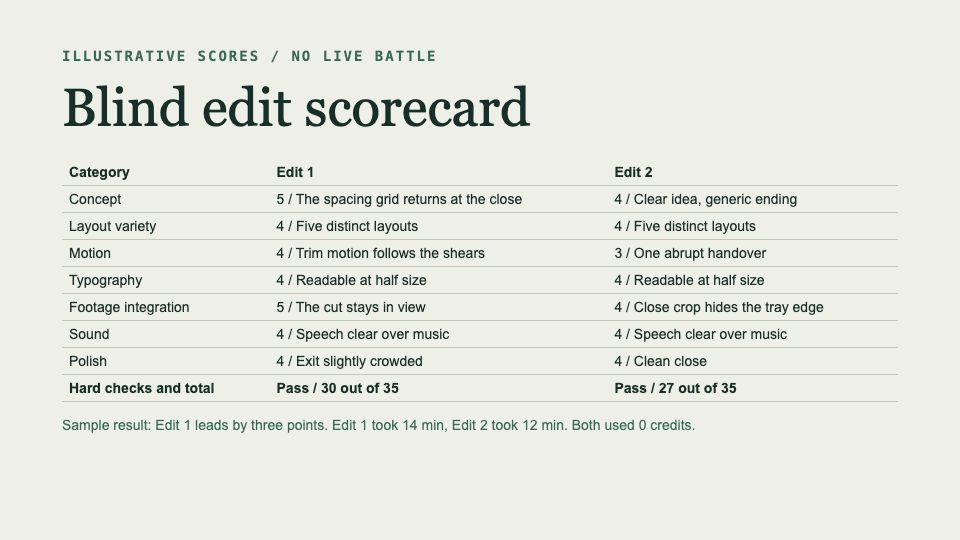 ILLUSTRATIVE SCORES / NO LIVE BATTLE
Blind edit scorecard
Category Edit 1 Edit 2
Concept 5 / The spacing grid returns at the close 4 / Clear idea, generic ending
Layout variety 4 / Five distinct layouts 4 / Five distinct layouts
Motion 4 / Trim motion follows the shears 3 / One abrupt handover
Typography 4 / Readable at half size 4 / Readable at half size
Footage integration 5 / The cut stays in view 4 / Close crop hides the tray edge
Sound 4 / Speech clear over music 4 / Speech clear over music
Polish 4 / Exit slightly crowded 4 / Clean close
Hard checks and total Pass / 30 out of 35 Pass / 27 out of 35
Sample result: Edit 1 leads by three points. Edit 1 took 14 min, Edit 2 took 12 min. Both used 0 credits.